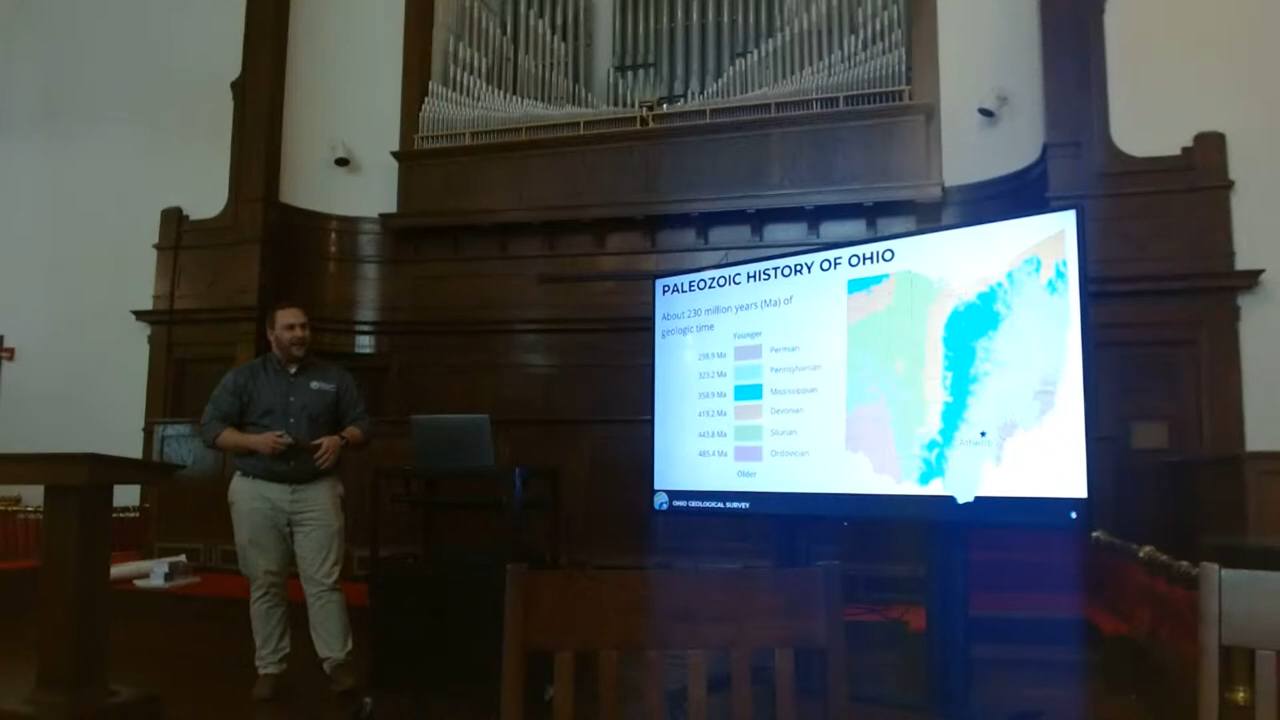 PALEOZOIC HISTORY OF OHIO
About 230 million years (Ma) of
geologic time
Younger
298.9 Ma Permian
323.2 Ma Pennsylvanian
358.9 Ma Mississippian
419.2 Ma Devonian
443.8 Ma Silurian
485.4 Ma Ordovician
Older
Athens
OHIO GEOLOGICAL SURVEY